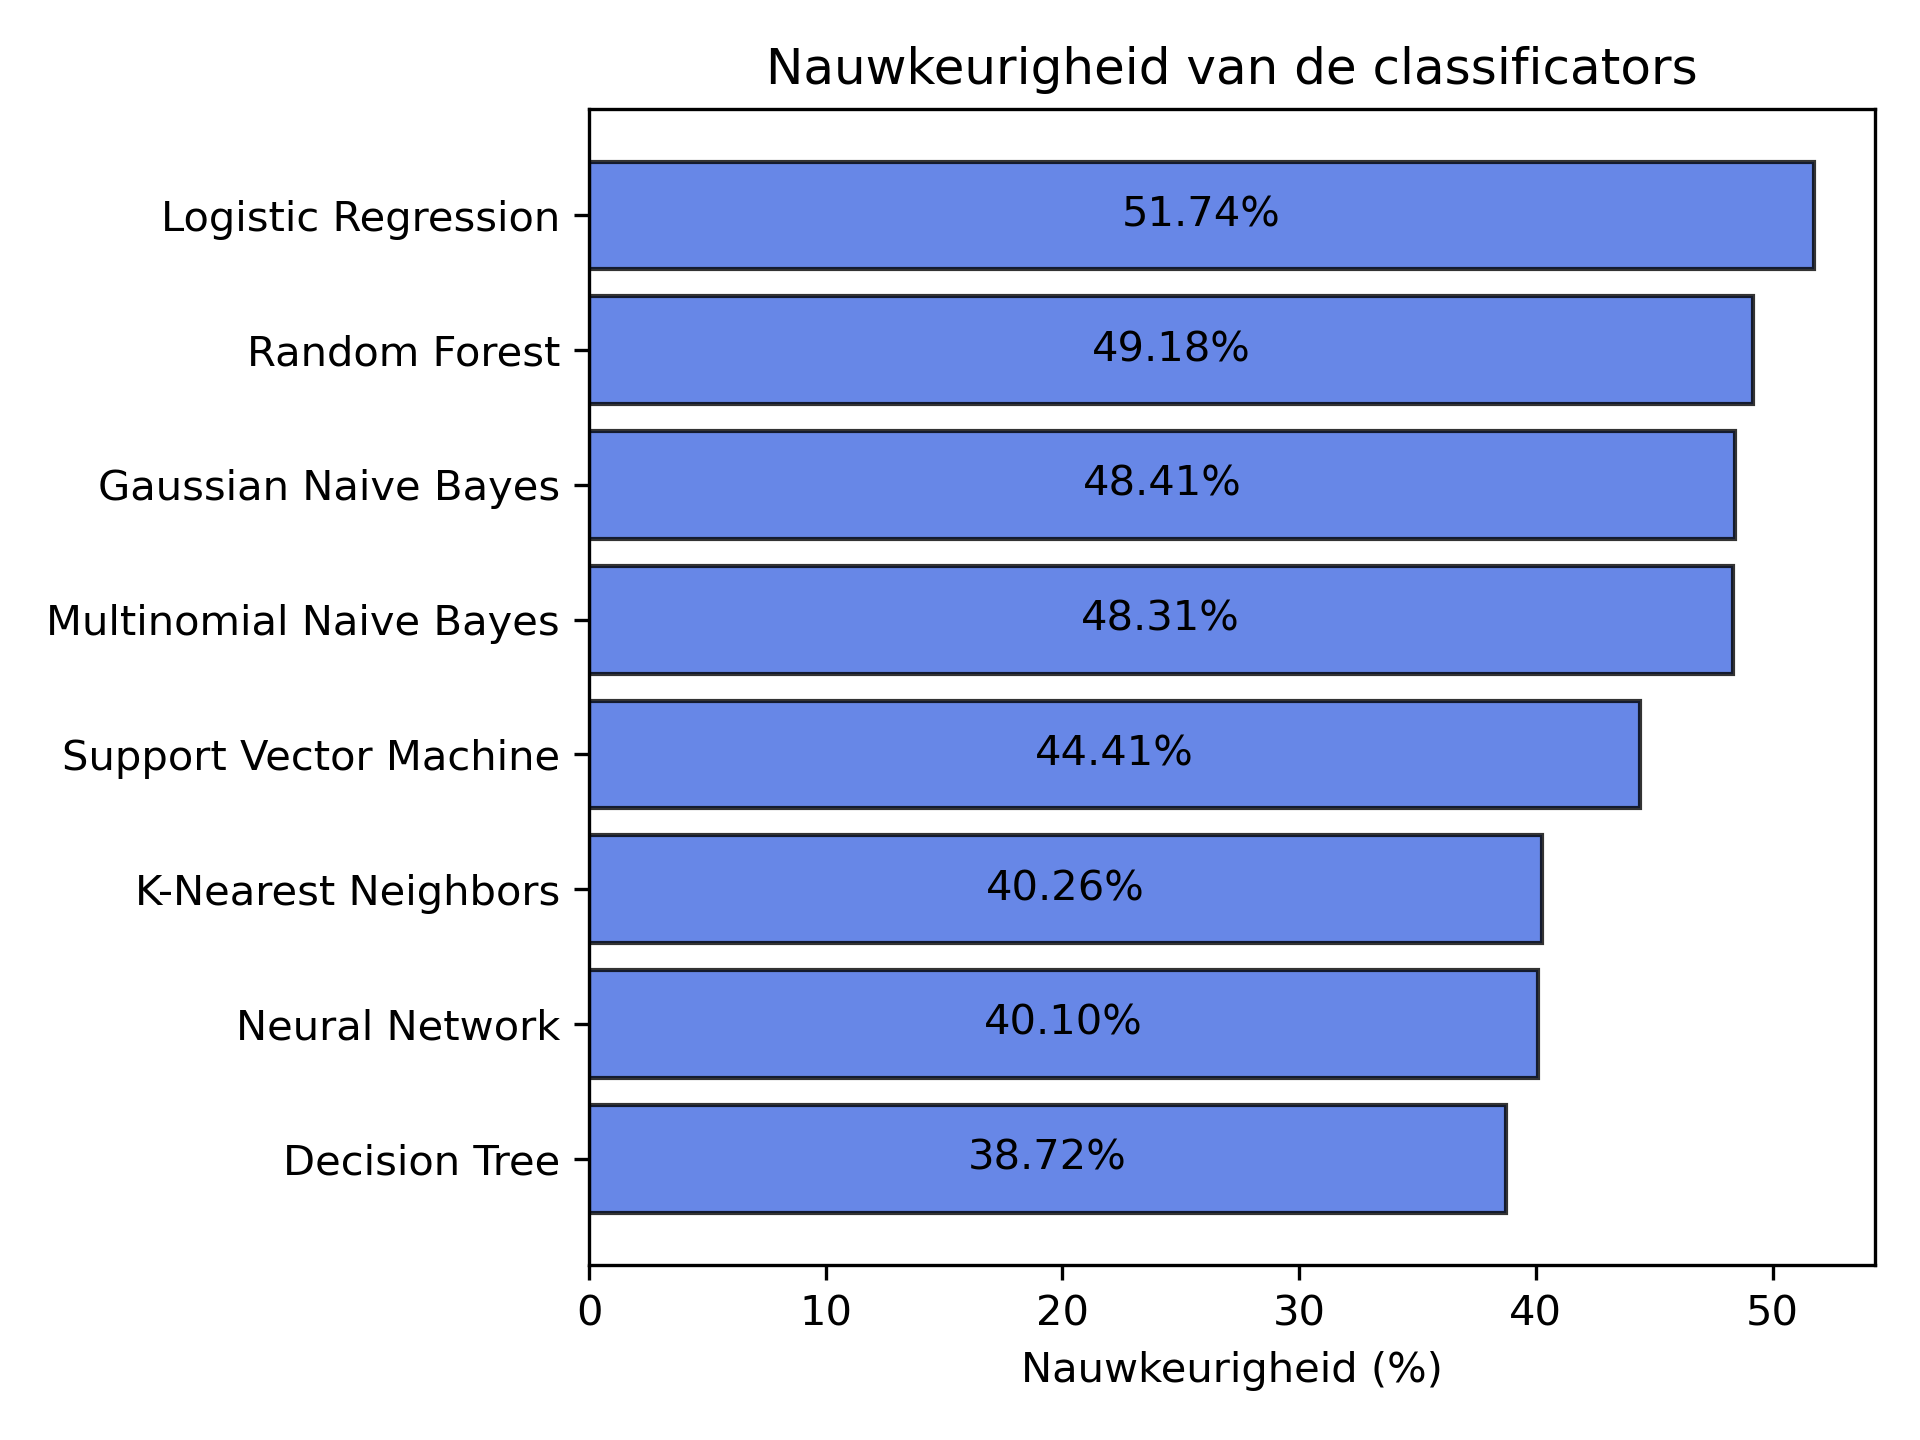 Nauwkeurigheid van de classificators
Logistic Regression
51.74%
Random Forest
49.18%
Gaussian Naive Bayes
48.41%
Multinomial Naive Bayes
48.31%
Support Vector Machine
44.41%
K-Nearest Neighbors
40.26%
Neural Network
40.10%
Decision Tree
38.72%
0 10 20 30 40 50
Nauwkeurigheid (%)